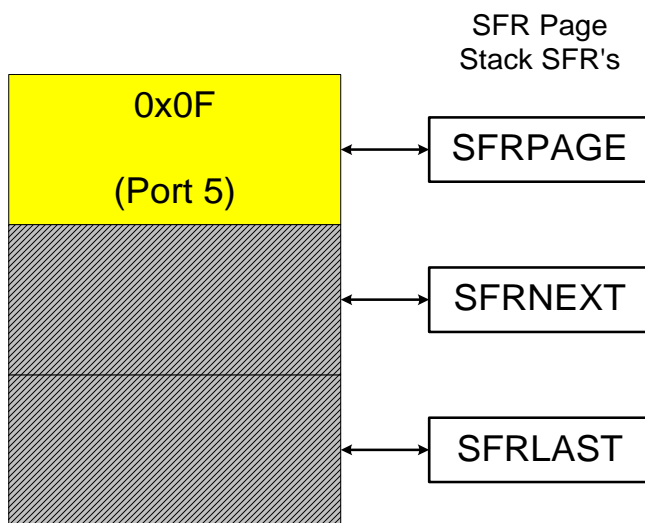 SFR Page
Stack SFR's
0x0F
(Port 5)
SFRPAGE
SFRNEXT
SFRLAST